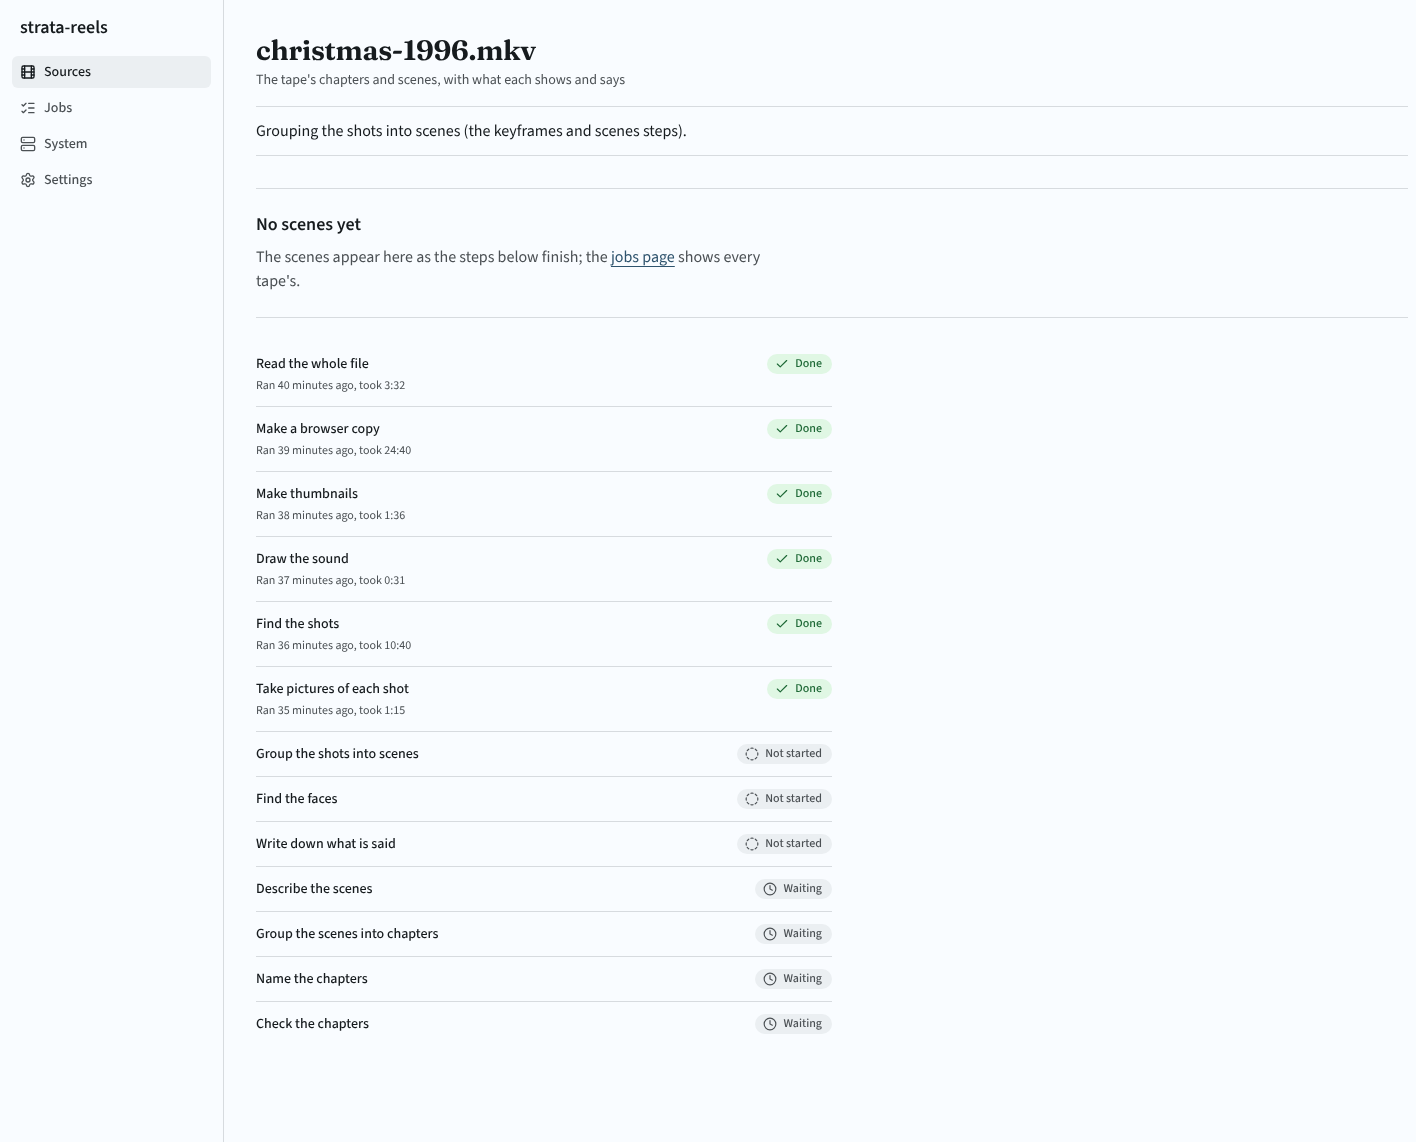 strata-reels
Sources
Jobs
System
Settings
christmas-1996.mkv
The tape's chapters and scenes, with what each shows and says
Grouping the shots into scenes (the keyframes and scenes steps).
No scenes yet
The scenes appear here as the steps below finish; the jobs page shows every
tape's.
Read the whole file
Done
Ran 40 minutes ago, took 3:32
Make a browser copy
Done
Ran 39 minutes ago, took 24:40
Make thumbnails
Done
Ran 38 minutes ago, took 1:36
Draw the sound
Done
Ran 37 minutes ago, took 0:31
Find the shots
Done
Ran 36 minutes ago, took 10:40
Take pictures of each shot
Done
Ran 35 minutes ago, took 1:15
Group the shots into scenes
Not started
Find the faces
Not started
Write down what is said
Not started
Describe the scenes
Waiting
Group the scenes into chapters
Waiting
Name the chapters
Waiting
Check the chapters
Waiting